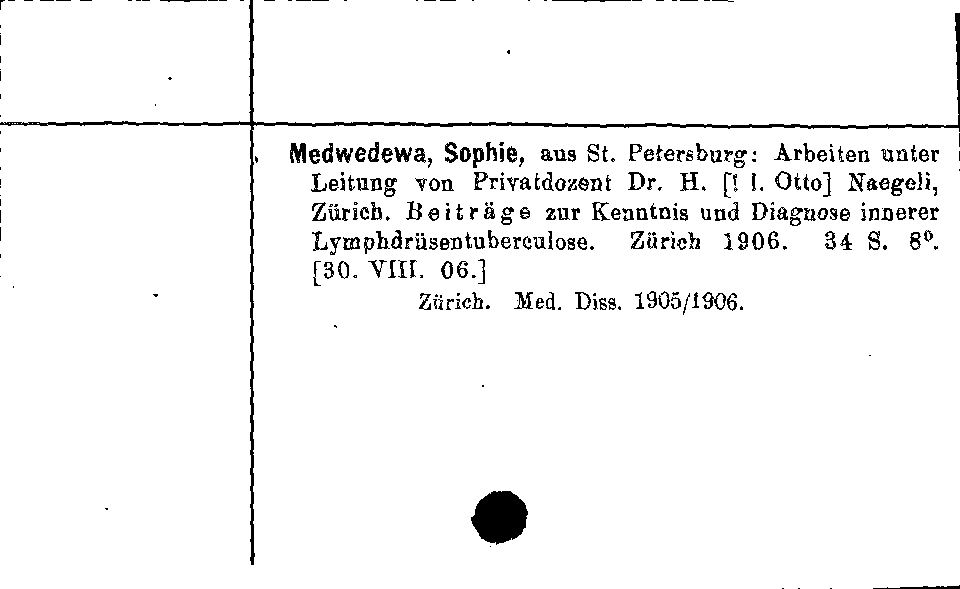 Medwedewa, Sophie, aus St. Petersburg: Arbeiten unter
Leitung von Privatdozent Dr. H. [! l. Otto] Naegeli,
Zürich. Beiträge zur Kenntnis und Diagnose innerer
Lymphdrüsentuberculose. Zürich 1906. 34 S. 8⁰.
[30. VIII. 06.]
Zürich. Med. Diss. 1905/1906.